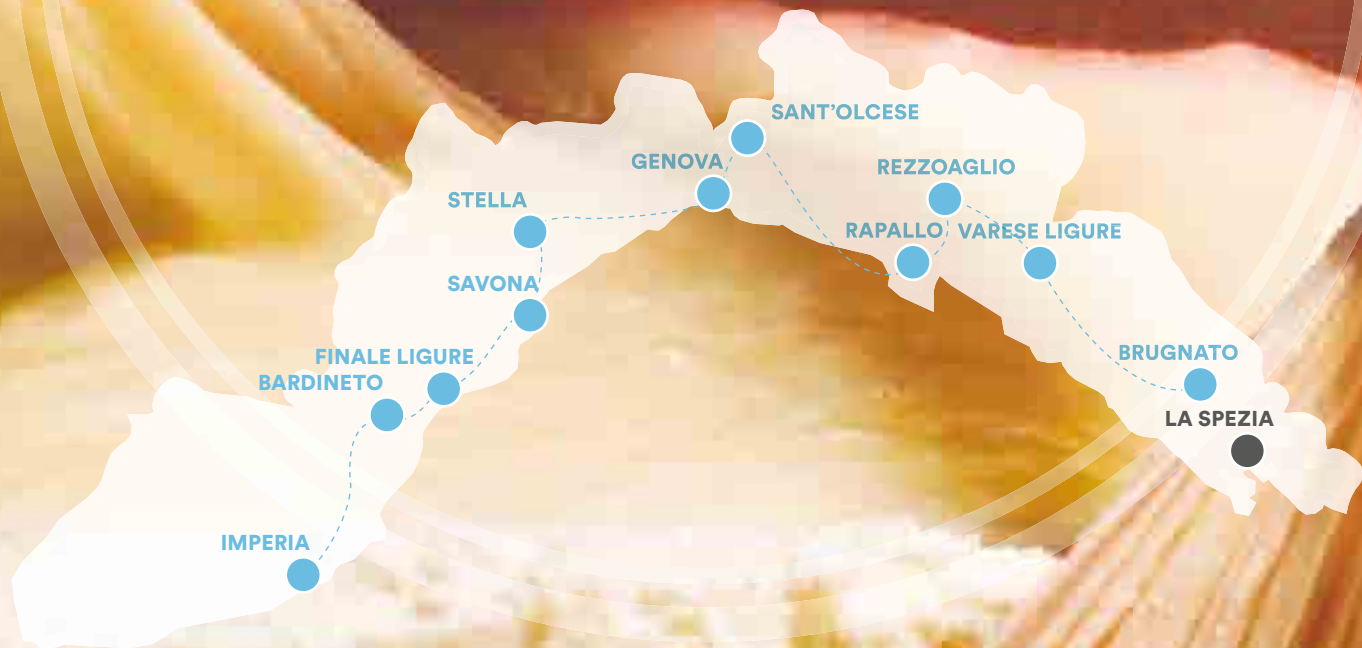 SANT’OLCESE
GENOVA
REZZOAGLIO
STELLA
RAPALLO
VARESE LIGURE
SAVONA
FINALE LIGURE
BRUGNATO
BARDINETO
LA SPEZIA
IMPERIA